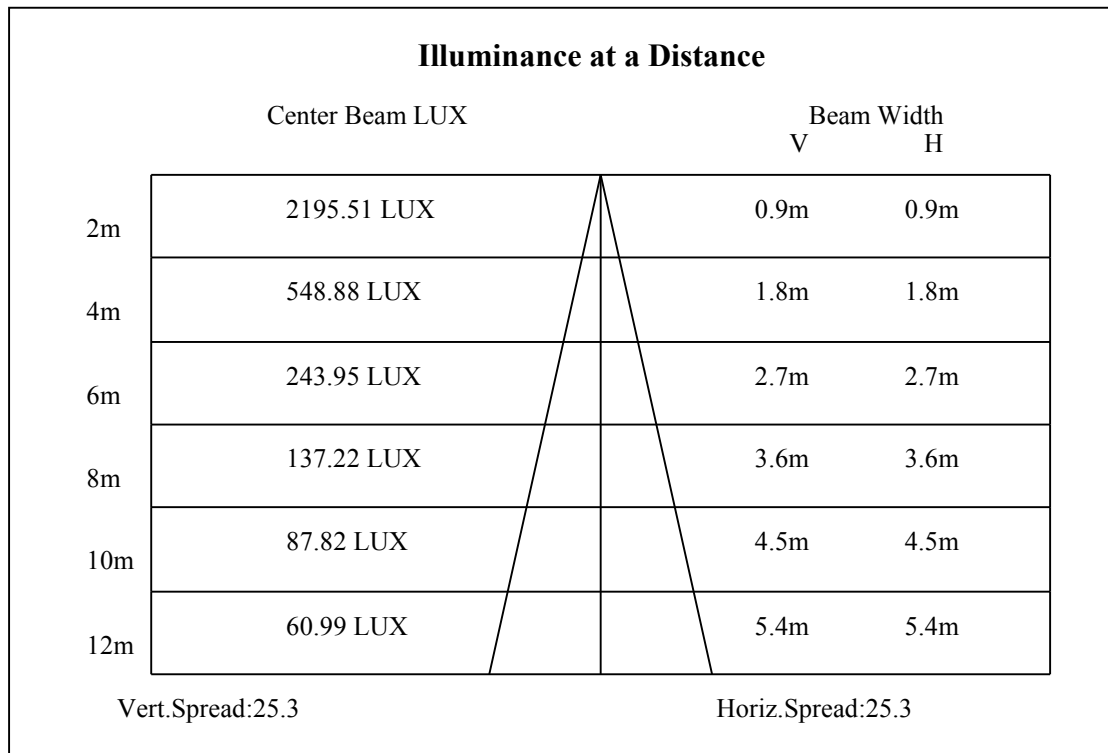 Illuminance at a Distance
Center Beam LUX Beam Width
V H
2m 2195.51 LUX 0.9m 0.9m
4m 548.88 LUX 1.8m 1.8m
6m 243.95 LUX 2.7m 2.7m
8m 137.22 LUX 3.6m 3.6m
10m 87.82 LUX 4.5m 4.5m
12m 60.99 LUX 5.4m 5.4m
Vert.Spread:25.3 Horiz.Spread:25.3